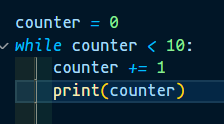 counter = 0
while counter < 10:
    counter += 1
    print(counter)